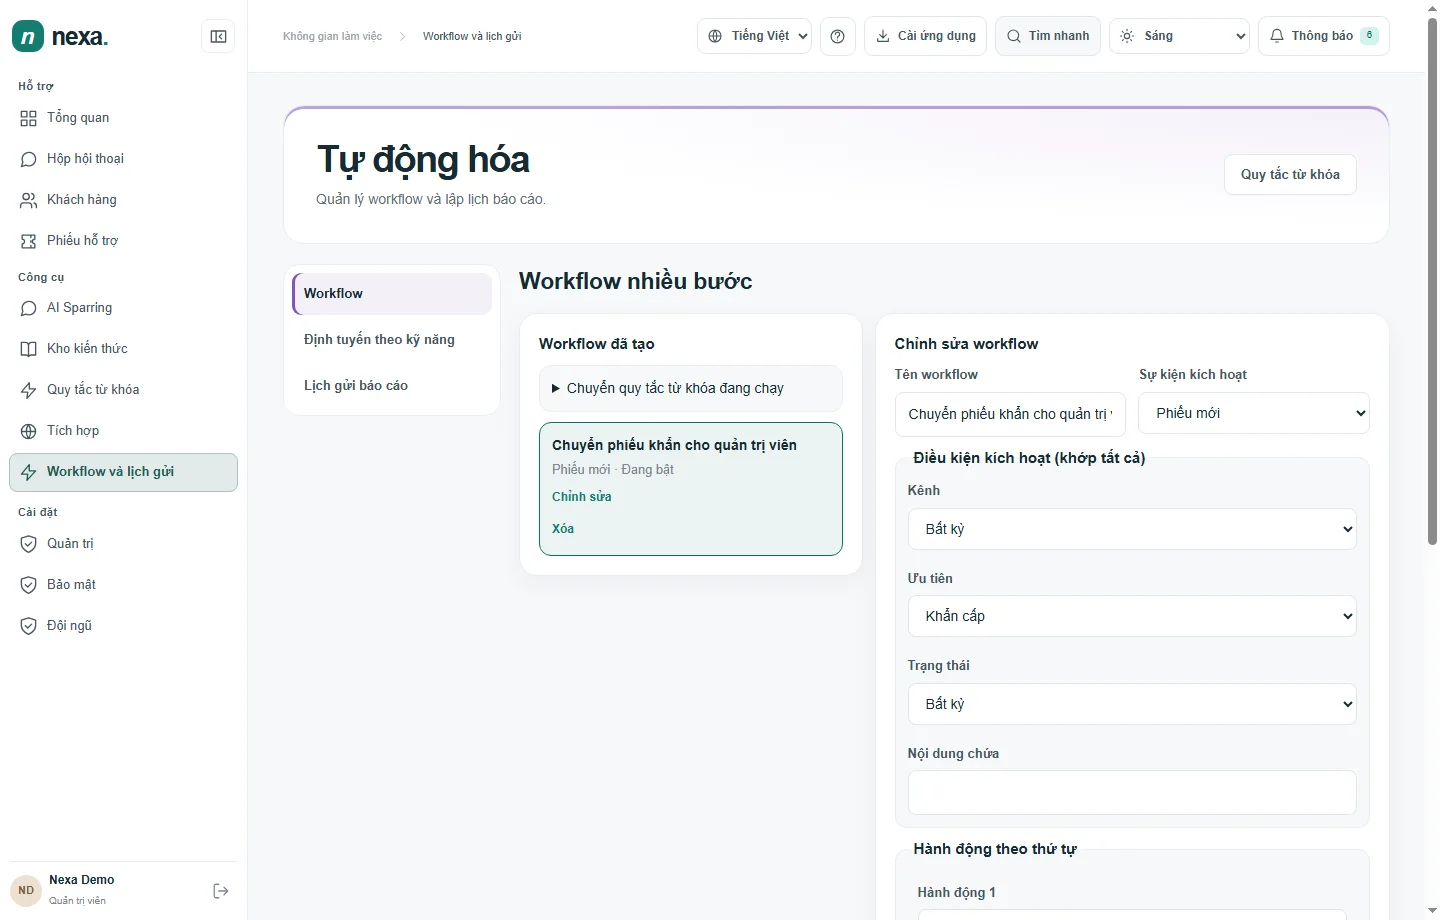 nexa.
Hỗ trợ
Tổng quan
Hộp hội thoại
Khách hàng
Phiếu hỗ trợ
Công cụ
AI Sparring
Kho kiến thức
Quy tắc từ khóa
Tích hợp
Workflow và lịch gửi
Cài đặt
Quản trị
Bảo mật
Đội ngũ
ND
Nexa Demo
Quản trị viên
Không gian làm việc > Workflow và lịch gửi
Tiếng Việt
Cài ứng dụng
Tìm nhanh
Sáng
Thông báo 6
Tự động hóa
Quản lý workflow và lập lịch báo cáo.
Quy tắc từ khóa
Workflow
Định tuyến theo kỹ năng
Lịch gửi báo cáo
Workflow nhiều bước
Workflow đã tạo
Chuyển quy tắc từ khóa đang chạy
Chuyển phiếu khẩn cho quản trị viên
Phiếu mới · Đang bật
Chỉnh sửa
Xóa
Chỉnh sửa workflow
Tên workflow
Chuyển phiếu khẩn cho quản trị
Sự kiện kích hoạt
Phiếu mới
Điều kiện kích hoạt (khớp tất cả)
Kênh
Bất kỳ
Ưu tiên
Khẩn cấp
Trạng thái
Bất kỳ
Nội dung chứa
Hành động theo thứ tự
Hành động 1